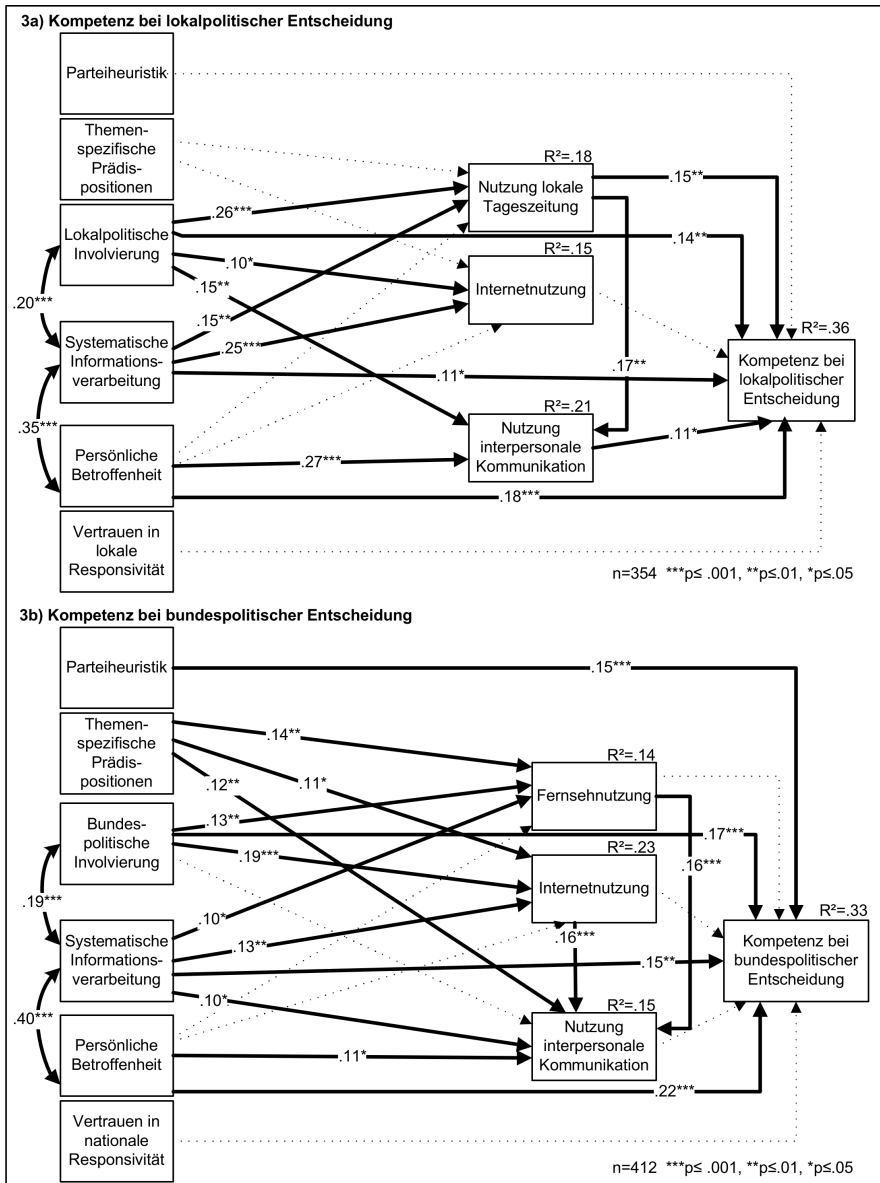 3a) Kompetenz bei lokalpolitischer Entscheidung
Parteiheuristik
Themen-
spezifische
Prädis-
positionen
Lokalpolitische
Involvierung
Systematische
Informations-
verarbeitung
Persönliche
Betroffenheit
Vertrauen in
lokale
Responsivität
.20***
.35***
.26***
.10*
.15**
.15**
.25***
.27***
R²=.18
Nutzung lokale
Tageszeitung
R²=.15
Internetnutzung
R²=.21
Nutzung
interpersonale
Kommunikation
.15**
.14**
.17**
.11*
.11*
.18***
R²=.36
Kompetenz bei
lokalpolitischer
Entscheidung
n=354 ***p≤ .001, **p≤.01, *p≤.05
3b) Kompetenz bei bundespolitischer Entscheidung
Parteiheuristik
Themen-
spezifische
Prädis-
positionen
Bundes-
politische
Involvierung
Systematische
Informations-
verarbeitung
Persönliche
Betroffenheit
Vertrauen in
nationale
Responsivität
.19***
.40***
.14**
.11*
.12**
.13**
.19***
.10*
.13**
.10*
.11*
R²=.14
Fernsehnutzung
R²=.23
Internetnutzung
.16***
R²=.15
Nutzung
interpersonale
Kommunikation
.15***
.17***
.16***
.15**
.22***
R²=.33
Kompetenz bei
bundespolitischer
Entscheidung
n=412 ***p≤ .001, **p≤.01, *p≤.05